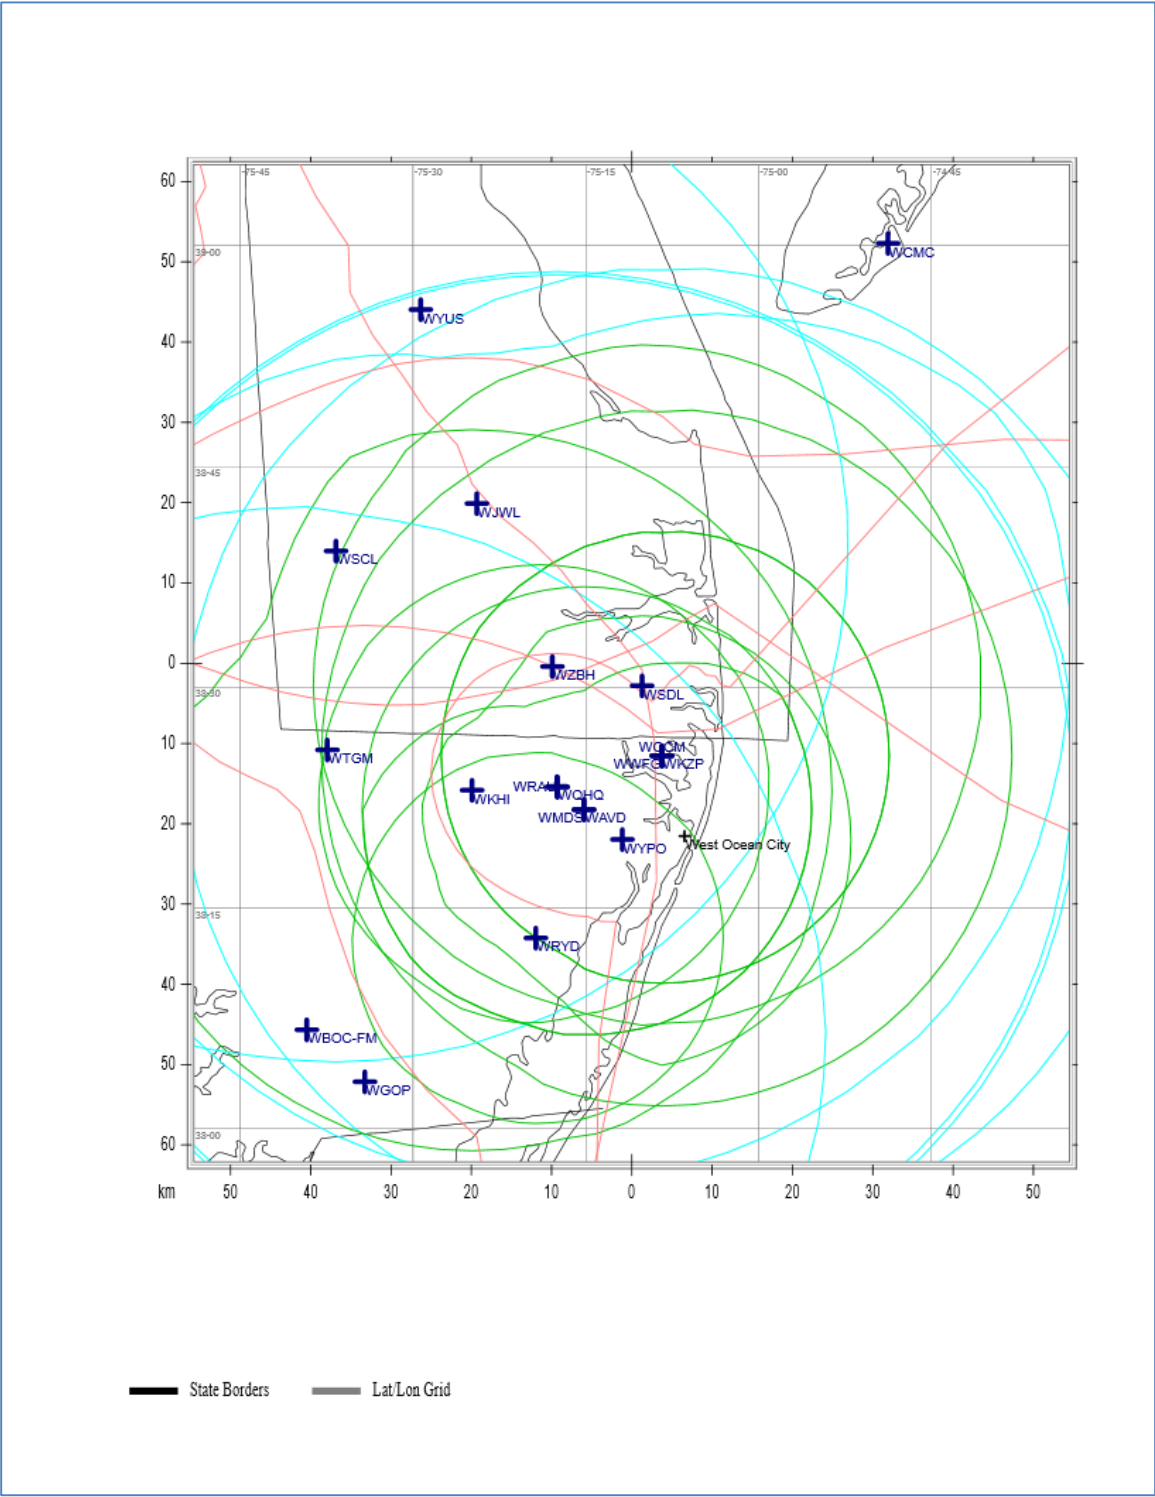 60
-75-45
-75-30
-75-15
-75-00
-74-45
39-00
WCMC
50
WYUS
40
30
38-45
20
WJWL
WSCL
10
0
WZBH
38-30
WSDL
10
WTGM
WKZP
WKHI
WQHQ
WMDS WAVD
20
WYPO
West Ocean City
30
38-15
WRYD
40
WBOC-FM
50
WGOP
38-00
60
km 50 40 30 20 10 0 10 20 30 40 50
State Borders Lat/Lon Grid